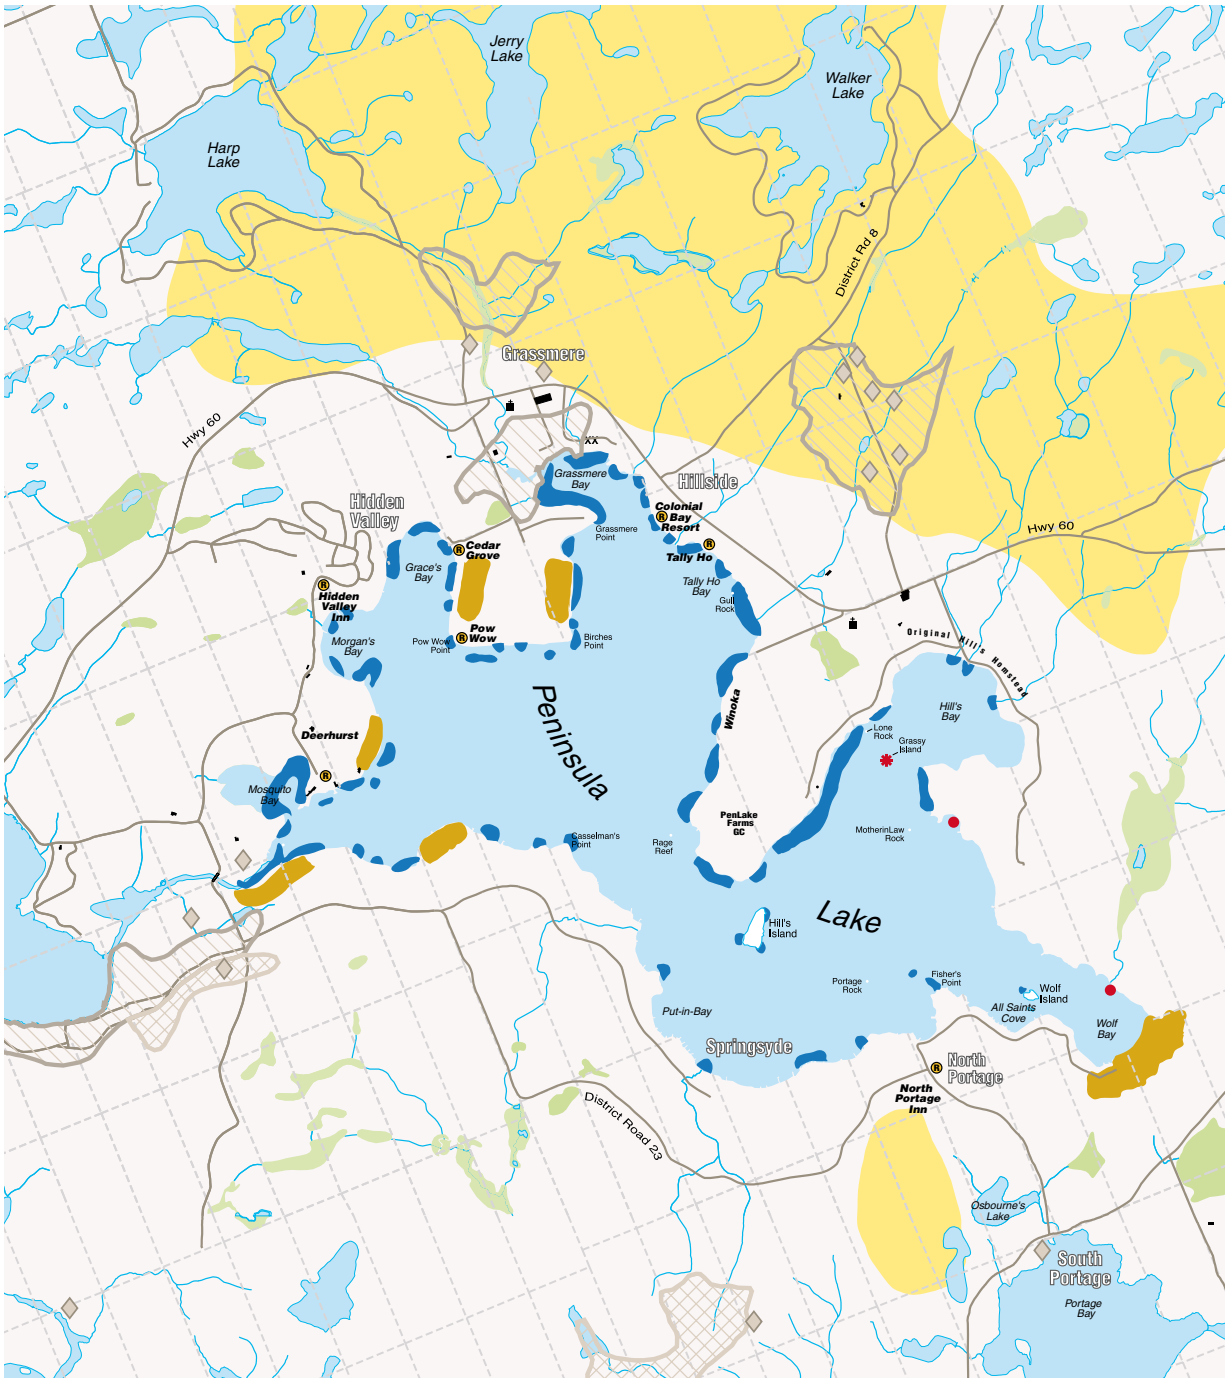 Jerry
Lake
Walker
Lake
Harp
Lake
District Rd 8
Grassmere
Hwy 60
XX
Grassmere
Bay
Hillside
Hidden
Valley
Colonial
Bay
Resort
R
Grassmere
Point
Hwy 60
R
Cedar
Grove
R
Tally Ho
Grace's
Bay
Tally Ho
Bay
R
Hidden
Valley
Inn
Gull
Rock
Pow Wow
Point
R
Pow
Wow
Birches
Point
Original Hill's Homstead
Morgan's
Bay
Peninsula
Winoka
Hill's
Bay
Lone
Rock
Deerhurst
Grassy
Island
R
Mosquito
Bay
PenLake
Farms
GC
MotherinLaw
Rock
Casselman's
Point
Rage
Reef
Lake
Hill's
Island
Portage
Rock
Fisher's
Point
Wolf
Island
Put-in-Bay
All Saints
Cove
Wolf
Bay
Springsyde
R
North
Portage
North
Portage
Inn
District Road 23
Osbourne's
Lake
South
Portage
Portage
Bay